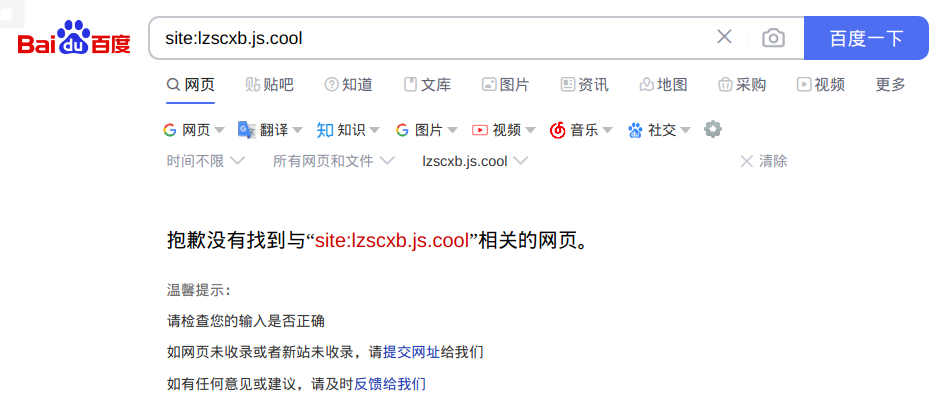 Bai du 百度 site:lzscxb.js.cool 百度一下
网页 贴吧 知道 文库 图片 资讯 地图 采购 视频 更多
网页 翻译 知识 图片 视频 音乐 社交
时间不限 所有网页和文件 lzscxb.js.cool 清除
抱歉没有找到与“site:lzscxb.js.cool”相关的网页。
温馨提示：
请检查您的输入是否正确
如网页未收录或者新站未收录，请提交网址给我们
如有任何意见或建议，请及时反馈给我们